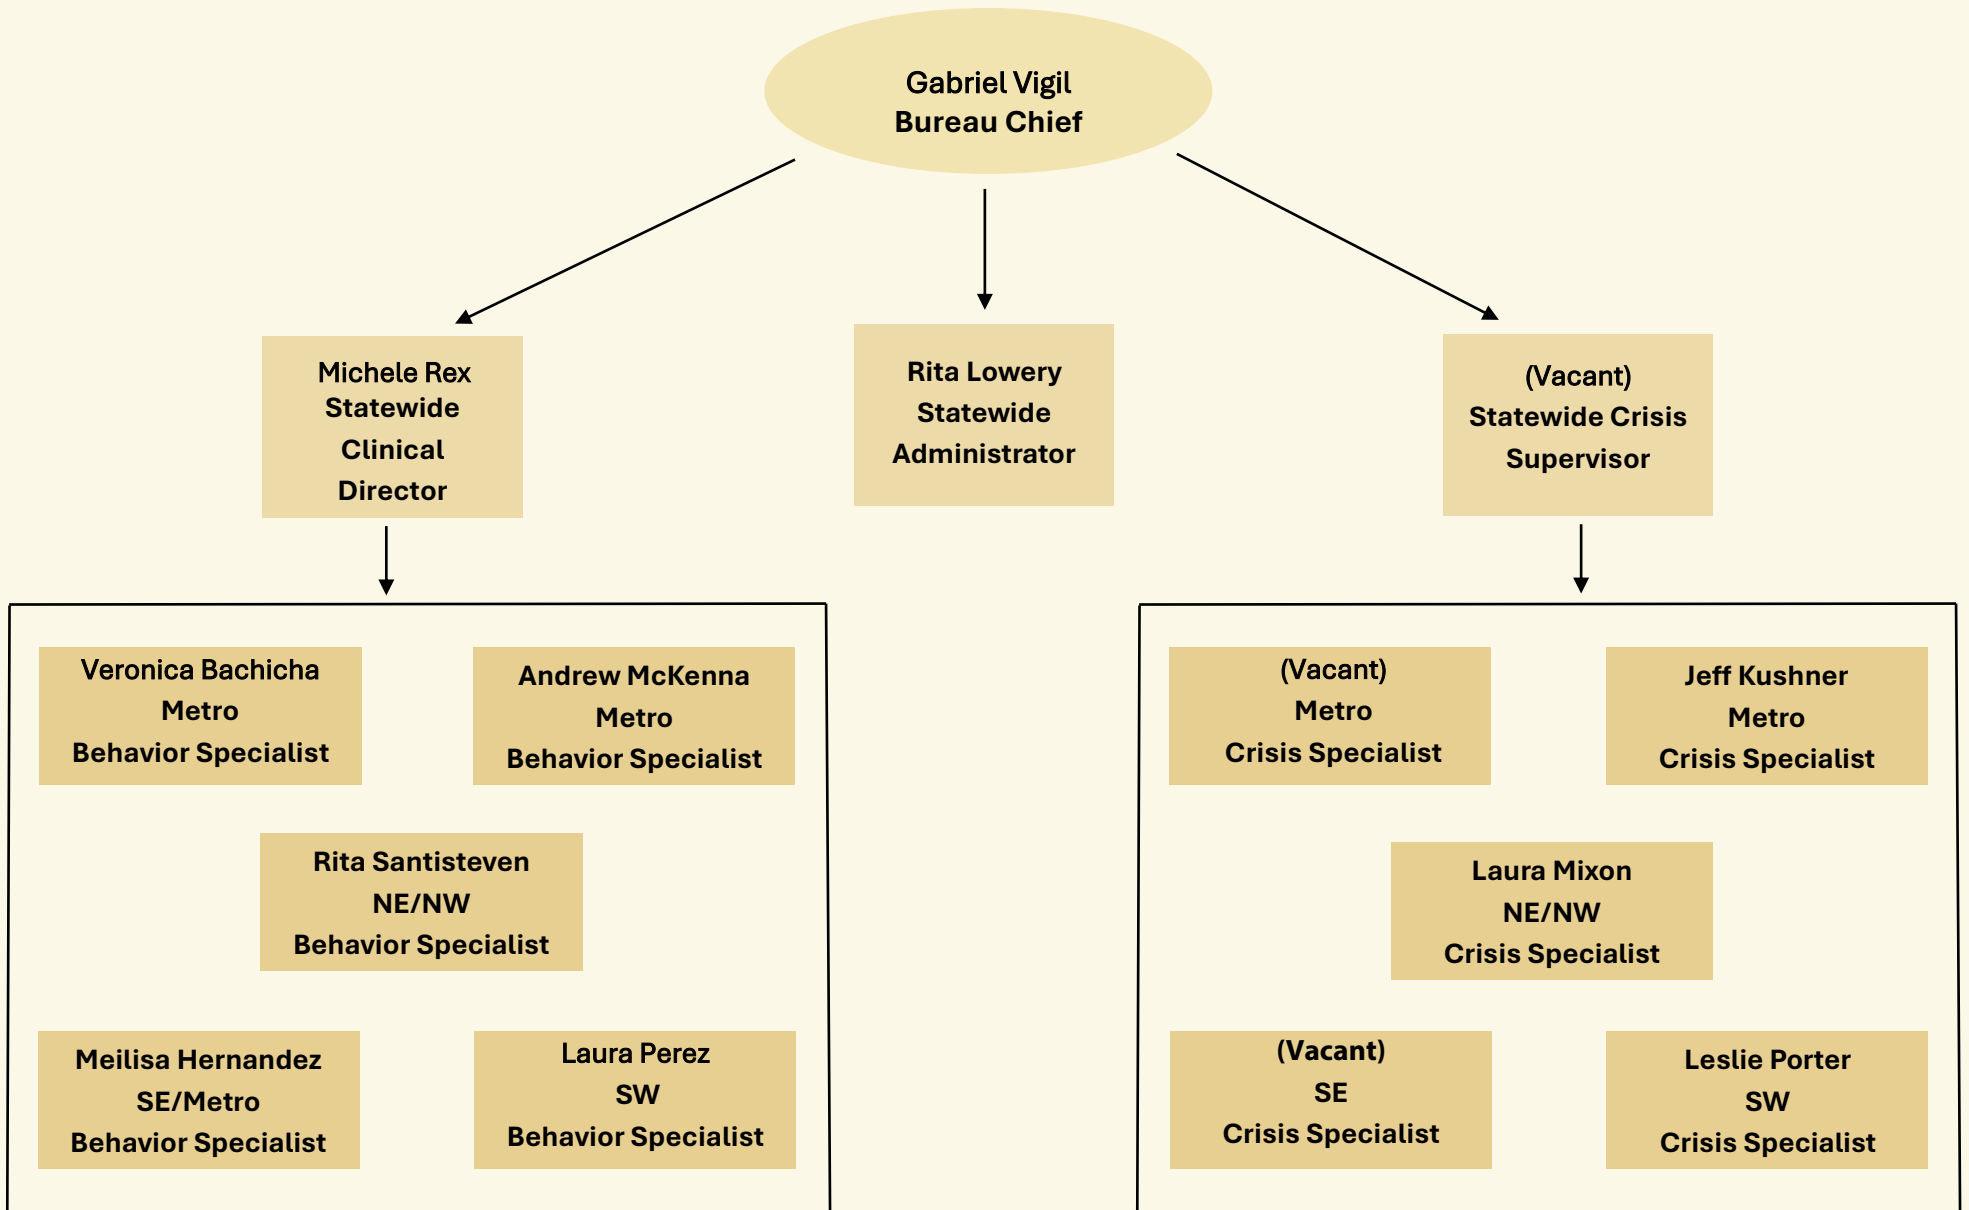 Gabriel Vigil
Bureau Chief
Michele Rex
Statewide
Clinical
Director
Rita Lowery
Statewide
Administrator
(Vacant)
Statewide Crisis
Supervisor
Veronica Bachicha
Metro
Behavior Specialist
Andrew McKenna
Metro
Behavior Specialist
Rita Santisteven
NE/NW
Behavior Specialist
Meilisa Hernandez
SE/Metro
Behavior Specialist
Laura Perez
SW
Behavior Specialist
(Vacant)
Metro
Crisis Specialist
Jeff Kushner
Metro
Crisis Specialist
Laura Mixon
NE/NW
Crisis Specialist
(Vacant)
SE
Crisis Specialist
Leslie Porter
SW
Crisis Specialist